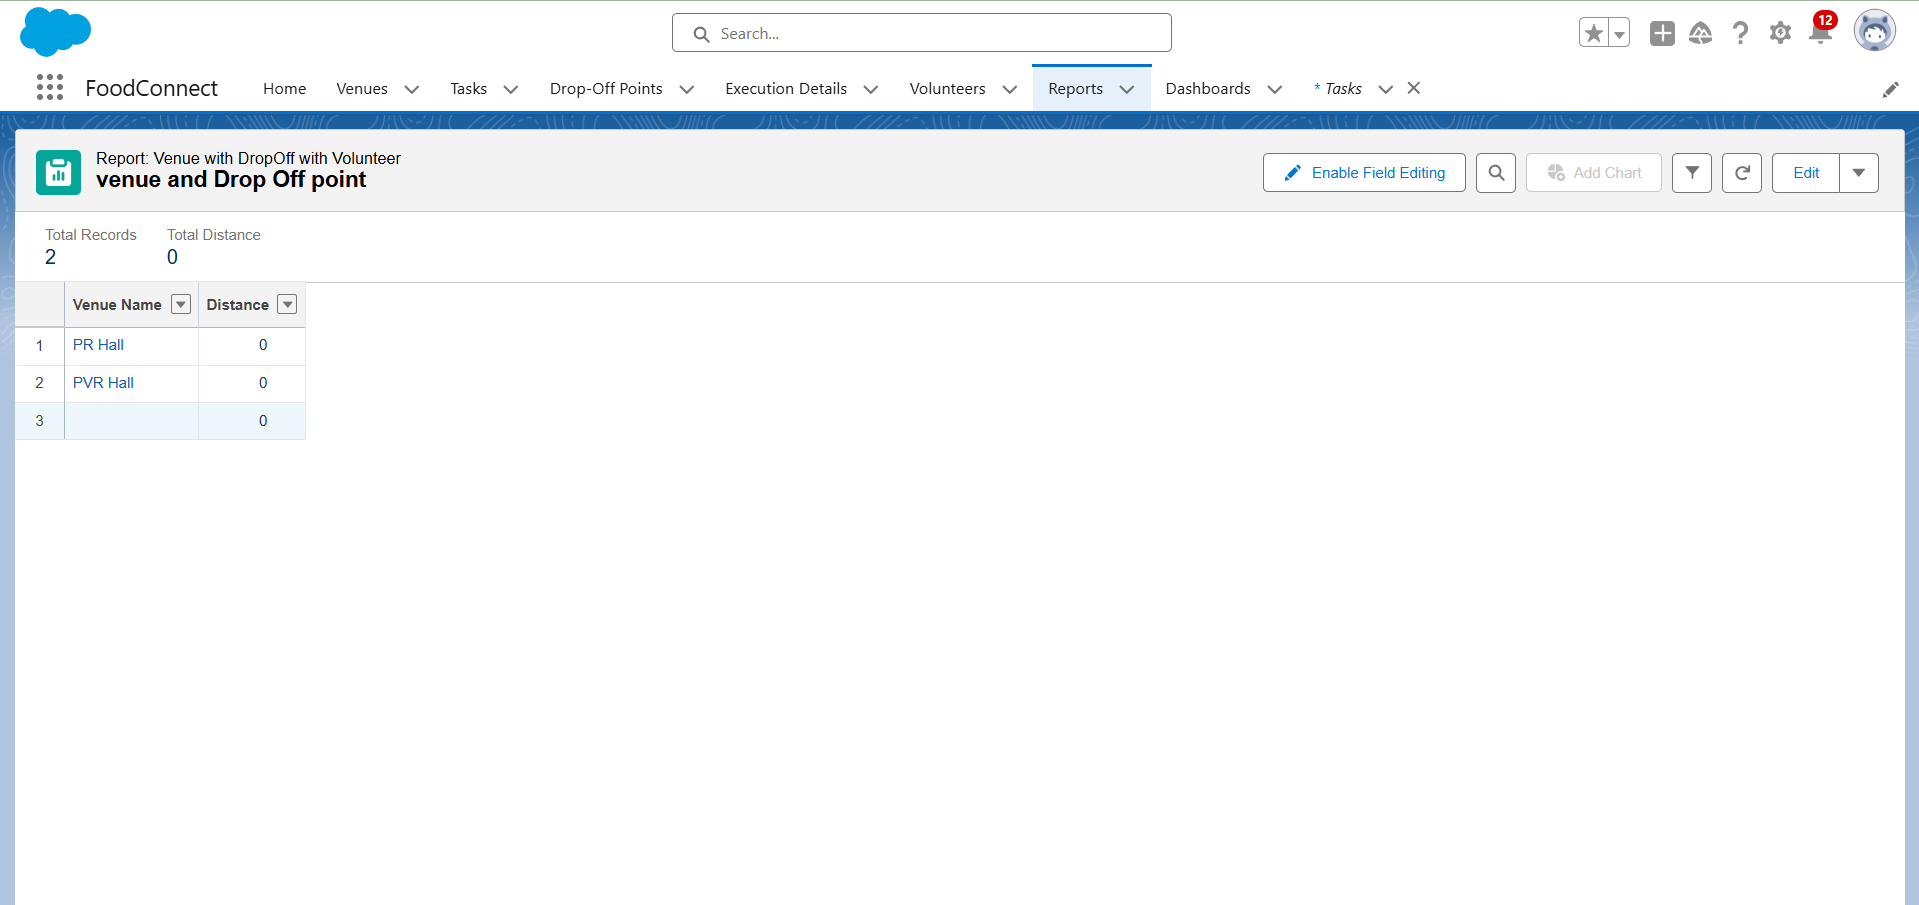 Search...
12
FoodConnect Home Venues Tasks Drop-Off Points Execution Details Volunteers Reports Dashboards * Tasks
Report: Venue with DropOff with Volunteer
venue and Drop Off point
Enable Field Editing Add Chart Edit
Total Records Total Distance
2 0
Venue Name Distance
1 PR Hall 0
2 PVR Hall 0
3 0